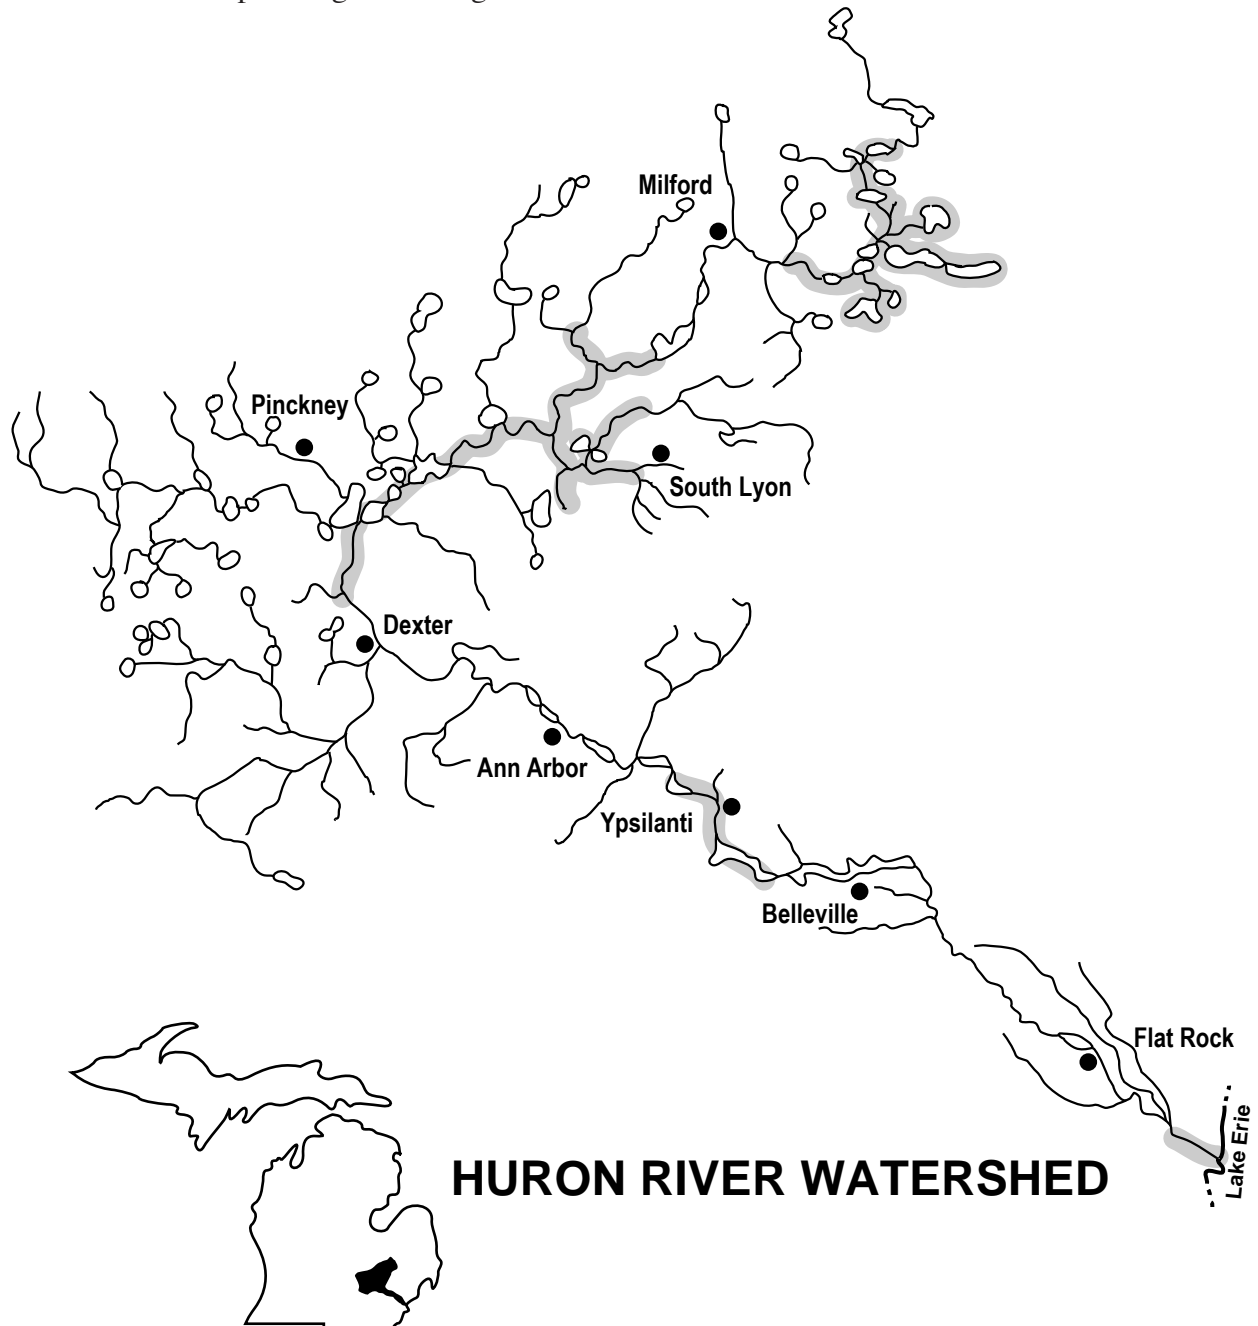 Milford
Pinckney
South Lyon
Dexter
Ann Arbor
Ypsilanti
Belleville
Flat Rock
Lake Erie
HURON RIVER WATERSHED